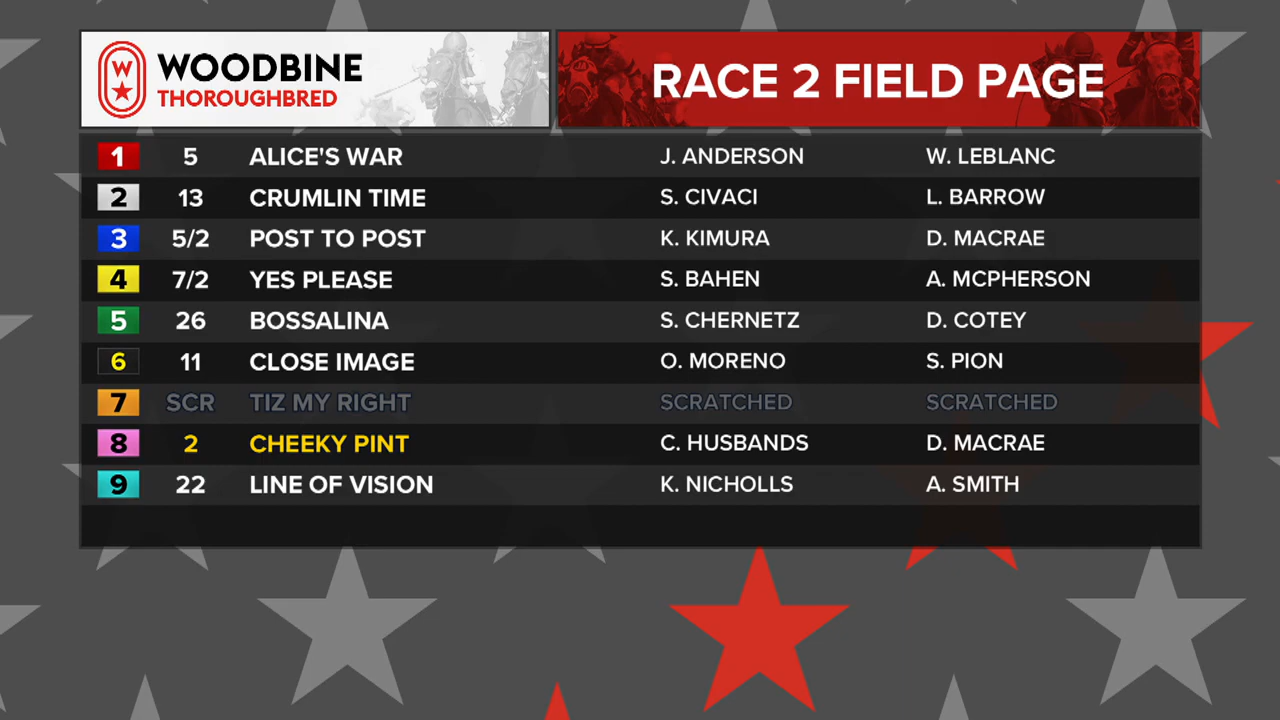 W
WOODBINE
THOROUGHBRED
RACE 2 FIELD PAGE
1 5 ALICE'S WAR J. ANDERSON W. LEBLANC
2 13 CRUMLIN TIME S. CIVACI L. BARROW
3 5/2 POST TO POST K. KIMURA D. MACRAE
4 7/2 YES PLEASE S. BAHEN A. MCPHERSON
5 26 BOSSALINA S. CHERNETZ D. COTEY
6 11 CLOSE IMAGE O. MORENO S. PION
7 SCR TIZ MY RIGHT SCRATCHED SCRATCHED
8 2 CHEEKY PINT C. HUSBANDS D. MACRAE
9 22 LINE OF VISION K. NICHOLLS A. SMITH